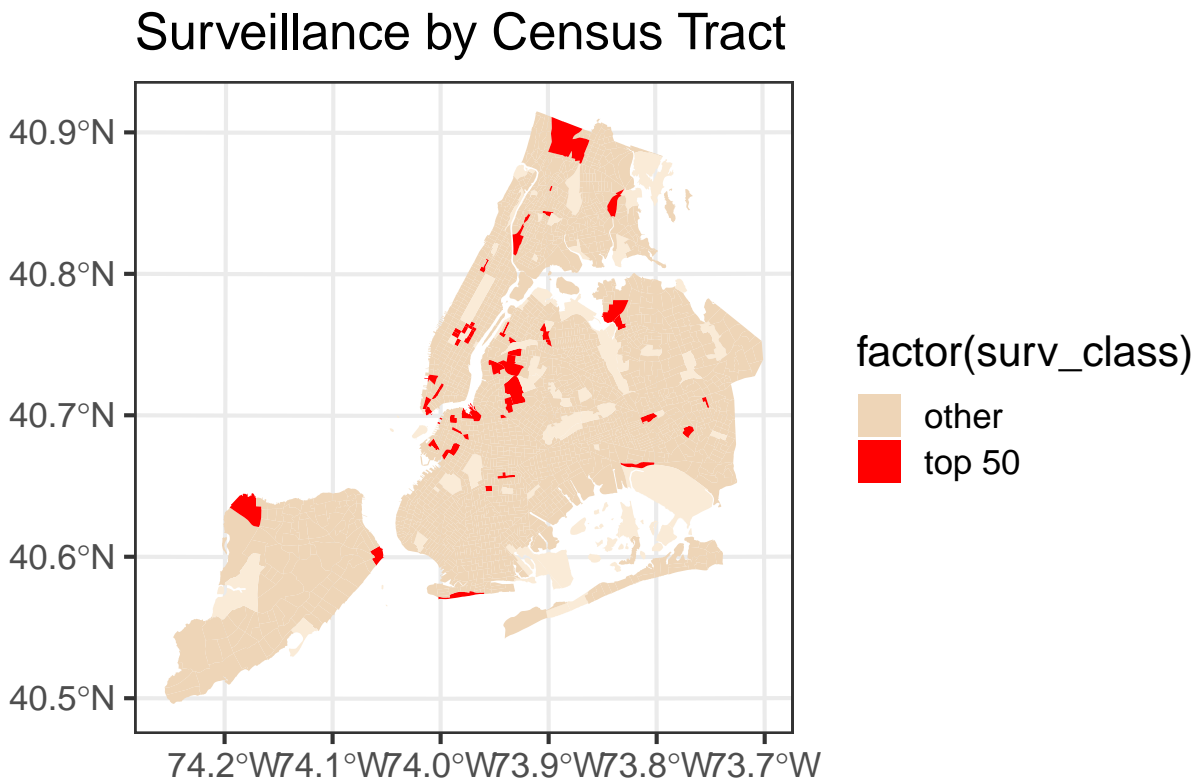 Surveillance by Census Tract
40.9°N
40.8°N
40.7°N
40.6°N
40.5°N
74.2°W74.1°W74.0°W73.9°W73.8°W73.7°W
factor(surv_class)
other
top 50